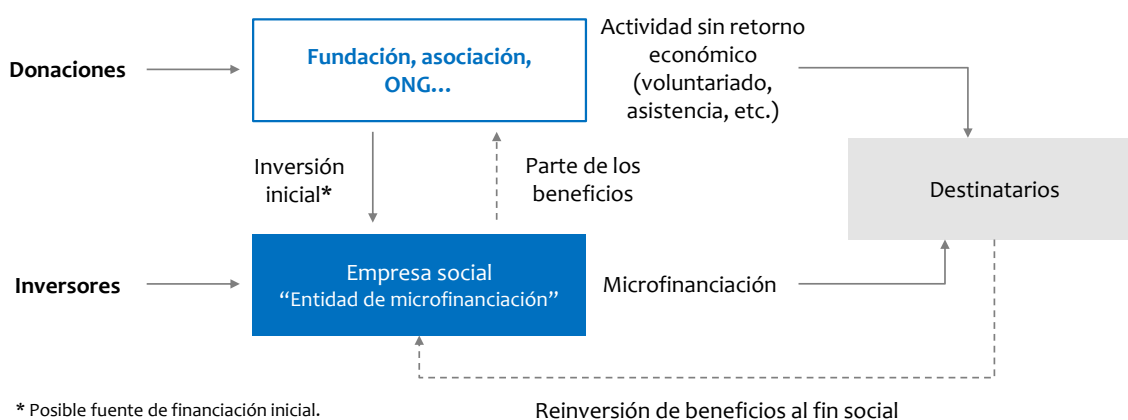 Donaciones
Fundación, asociación,
ONG…
Actividad sin retorno
económico
(voluntariado,
asistencia, etc.)
Inversión
inicial*
Parte de los
beneficios
Destinatarios
Inversores
Empresa social
“Entidad de microfinanciación”
Microfinanciación
* Posible fuente de financiación inicial.
Reinversión de beneficios al fin social